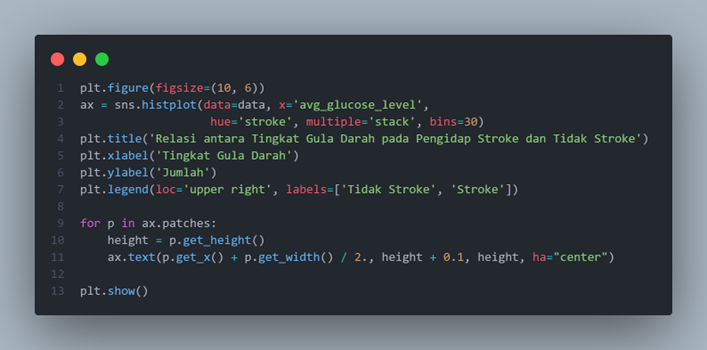 1 plt.figure(figsize=(10, 6))
2 ax = sns.histplot(data=data, x='avg_glucose_level',
3                   hue='stroke', multiple='stack', bins=30)
4 plt.title('Relasi antara Tingkat Gula Darah pada Pengidap Stroke dan Tidak Stroke')
5 plt.xlabel('Tingkat Gula Darah')
6 plt.ylabel('Jumlah')
7 plt.legend(loc='upper right', labels=['Tidak Stroke', 'Stroke'])
8
9 for p in ax.patches:
10     height = p.get_height()
11     ax.text(p.get_x() + p.get_width() / 2., height + 0.1, height, ha="center")
12
13 plt.show()